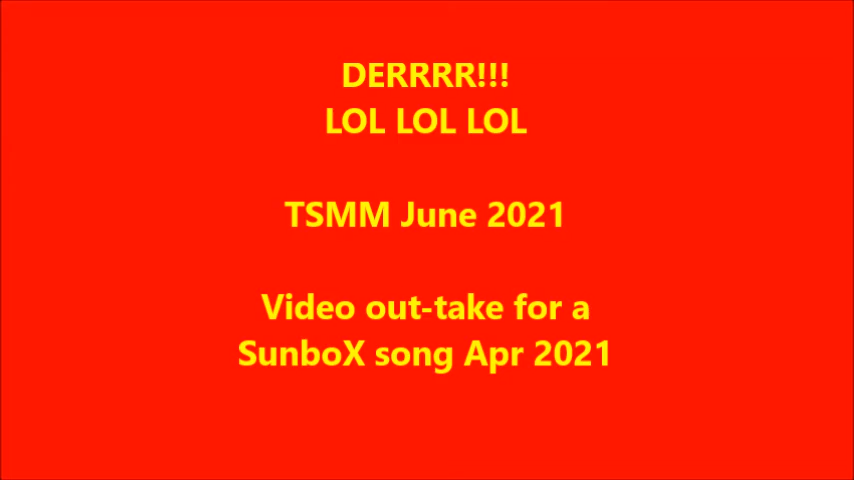 DERRRR!!!
LOL LOL LOL
TSMM June 2021
Video out-take for a
SunboX song Apr 2021